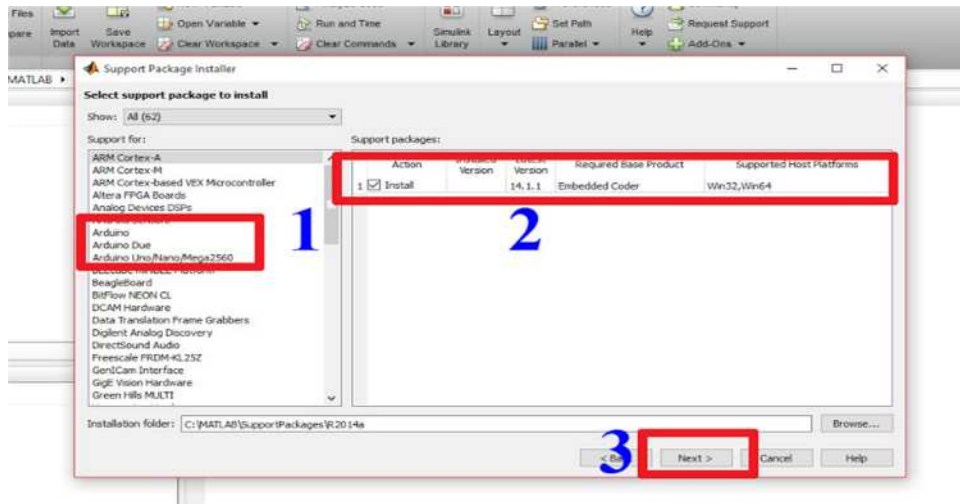 Files
Open Variable
Run and Time
Set Path
Request Support
Import Data
Save Workspace
Clear Workspace
Clear Commands
Simulink Library
Layout
Parallel
Help
Add-Ons
MATLAB
Support Package Installer
Select support package to install
Show: All (62)
Support for:
Support packages:
ARM Cortex-A
ARM Cortex-M
ARM Cortex-based VEX Microcontroller
Altera FPGA Boards
Analog Devices DSPs
Arduino
Arduino Due
Arduino Uno/Nano/Mega2560
BeagleBoard
BitFlow NEON CL
DCAM Hardware
Data Translation Frame Grabbers
Digilent Analog Discovery
DirectSound Audio
Freescale FRDM-KL25Z
GenICam Interface
GigE Vision Hardware
Green Hills MULTI
1
Action Installed Version Latest Version Required Base Product Supported Host Platforms
1 Install 14.1.1 Embedded Coder Win32,Win64
2
Installation folder: C:\MATLAB\SupportPackages\R2014a Browse...
3
Next > Cancel Help